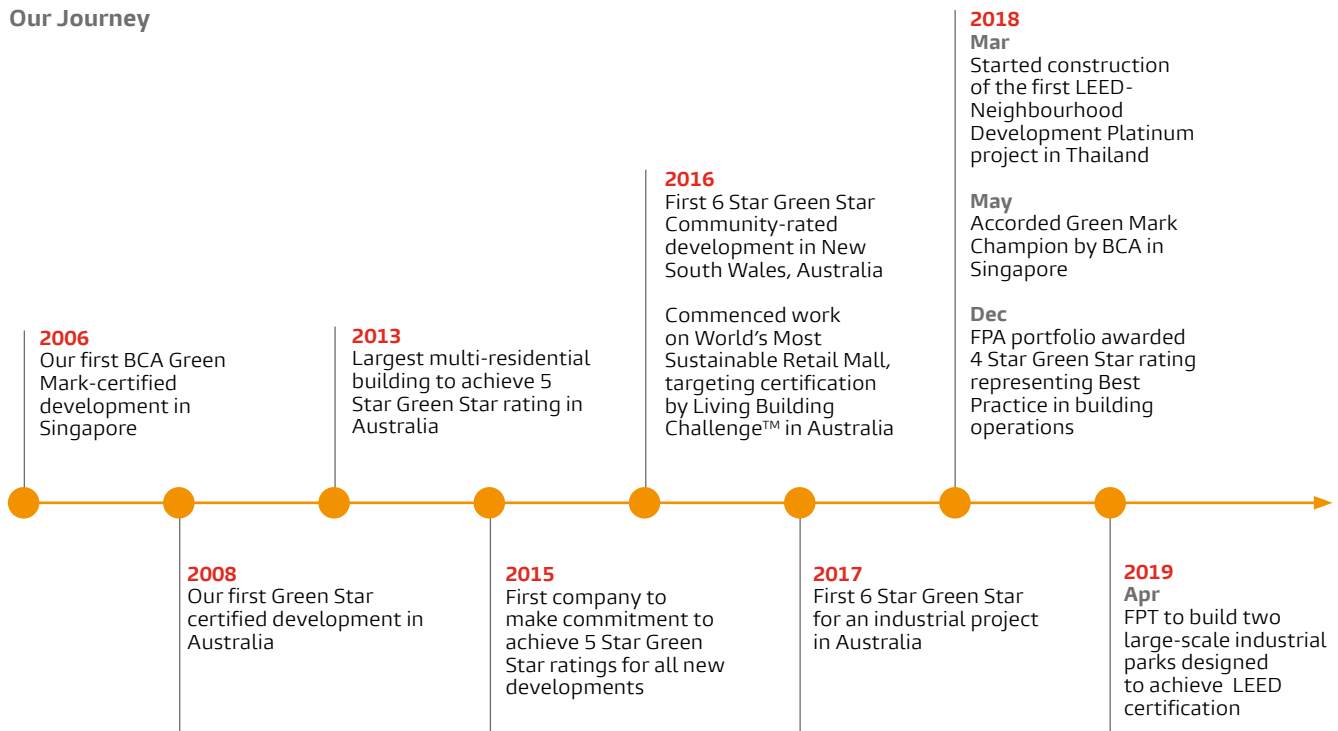 Our Journey
2006
Our first BCA Green
Mark-certified
development in
Singapore
2008
Our first Green Star
certified development in
Australia
2013
Largest multi-residential
building to achieve 5
Star Green Star rating in
Australia
2015
First company to
make commitment to
achieve 5 Star Green
Star ratings for all new
developments
2016
First 6 Star Green Star
Community-rated
development in New
South Wales, Australia
Commenced work
on World's Most
Sustainable Retail Mall,
targeting certification
by Living Building
Challenge™ in Australia
2017
First 6 Star Green Star
for an industrial project
in Australia
2018
Mar
Started construction
of the first LEED-
Neighbourhood
Development Platinum
project in Thailand
May
Accorded Green Mark
Champion by BCA in
Singapore
Dec
FPA portfolio awarded
4 Star Green Star rating
representing Best
Practice in building
operations
2019
Apr
FPT to build two
large-scale industrial
parks designed
to achieve LEED
certification